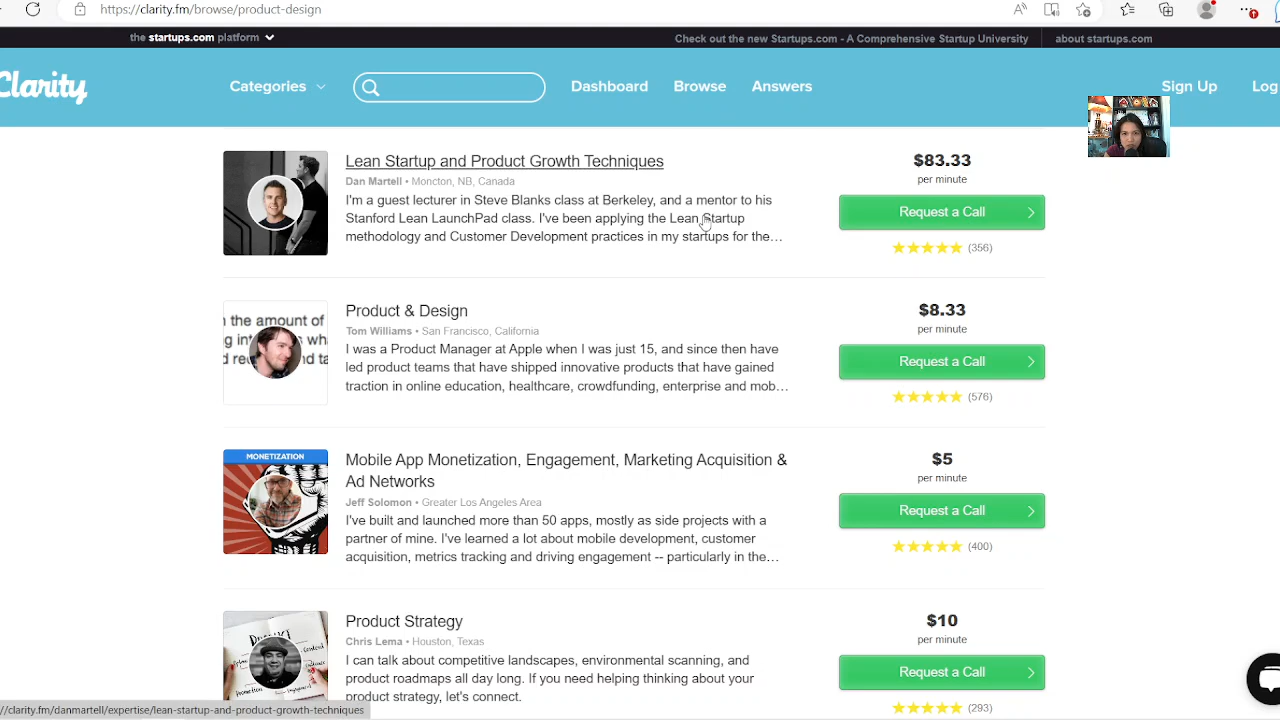 https://clarity.fm/browse/product-design
the startups.com platform
Check out the new Startups.com - A Comprehensive Startup University
about startups.com
Clarity
Categories
Dashboard
Browse
Answers
Sign Up
Log
Lean Startup and Product Growth Techniques
Dan Martell • Moncton, NB, Canada
I'm a guest lecturer in Steve Blanks class at Berkeley, and a mentor to his
Stanford Lean LaunchPad class. I've been applying the Lean Startup
methodology and Customer Development practices in my startups for the…
$83.33
per minute
Request a Call
(356)
n the amount of
ng int
wha
d re
nd ta
Product & Design
Tom Williams • San Francisco, California
I was a Product Manager at Apple when I was just 15, and since then have
led product teams that have shipped innovative products that have gained
traction in online education, healthcare, crowdfunding, enterprise and mob…
$8.33
per minute
Request a Call
(576)
MONETIZATION
Mobile App Monetization, Engagement, Marketing Acquisition &
Ad Networks
Jeff Solomon • Greater Los Angeles Area
I've built and launched more than 50 apps, mostly as side projects with a
partner of mine. I've learned a lot about mobile development, customer
acquisition, metrics tracking and driving engagement -- particularly in the…
$5
per minute
Request a Call
(400)
Product Strategy
Chris Lema • Houston, Texas
I can talk about competitive landscapes, environmental scanning, and
product roadmaps all day long. If you need helping thinking about your
product strategy, let's connect.
$10
per minute
Request a Call
(293)
//clarity.fm/danmartell/expertise/lean-startup-and-product-growth-techniques